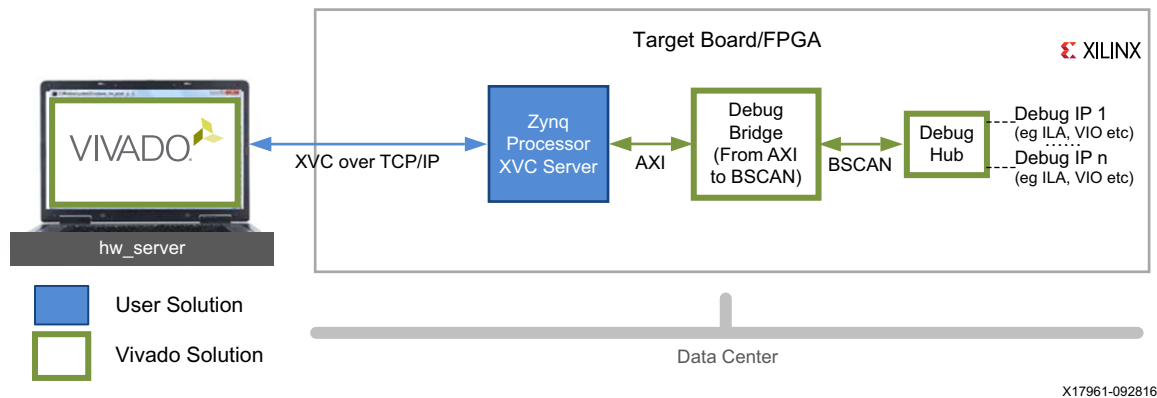 Target Board/FPGA
XILINX
VIVADO
hw_server
XVC over TCP/IP
Zynq
Processor
XVC Server
AXI
Debug
Bridge
(From AXI
to BSCAN)
BSCAN
Debug
Hub
Debug IP 1
(eg ILA, VIO etc)
......
Debug IP n
(eg ILA, VIO etc)
User Solution
Vivado Solution
Data Center
X17961-092816